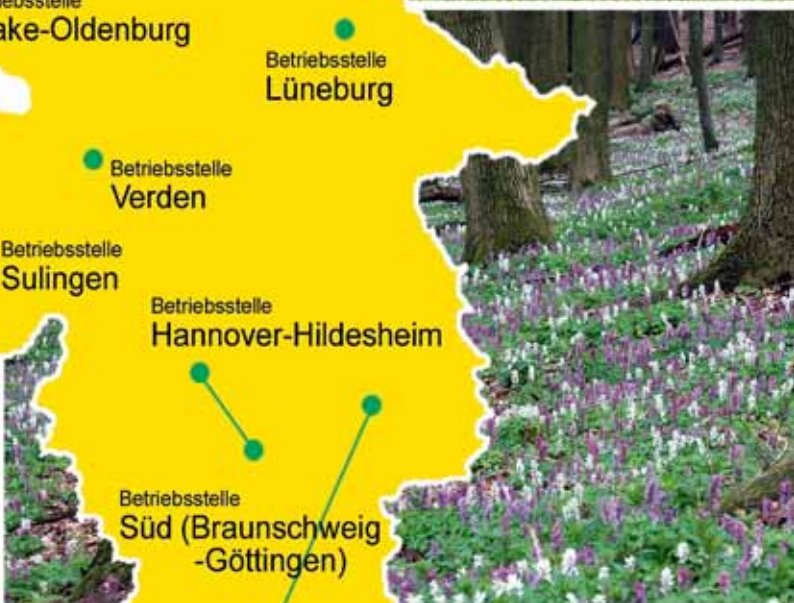 ake-Oldenburg
Betriebsstelle
Lüneburg
Betriebsstelle
Verden
Betriebsstelle
Sulingen
Betriebsstelle
Hannover-Hildesheim
Betriebsstelle
Süd (Braunschweig
-Göttingen)